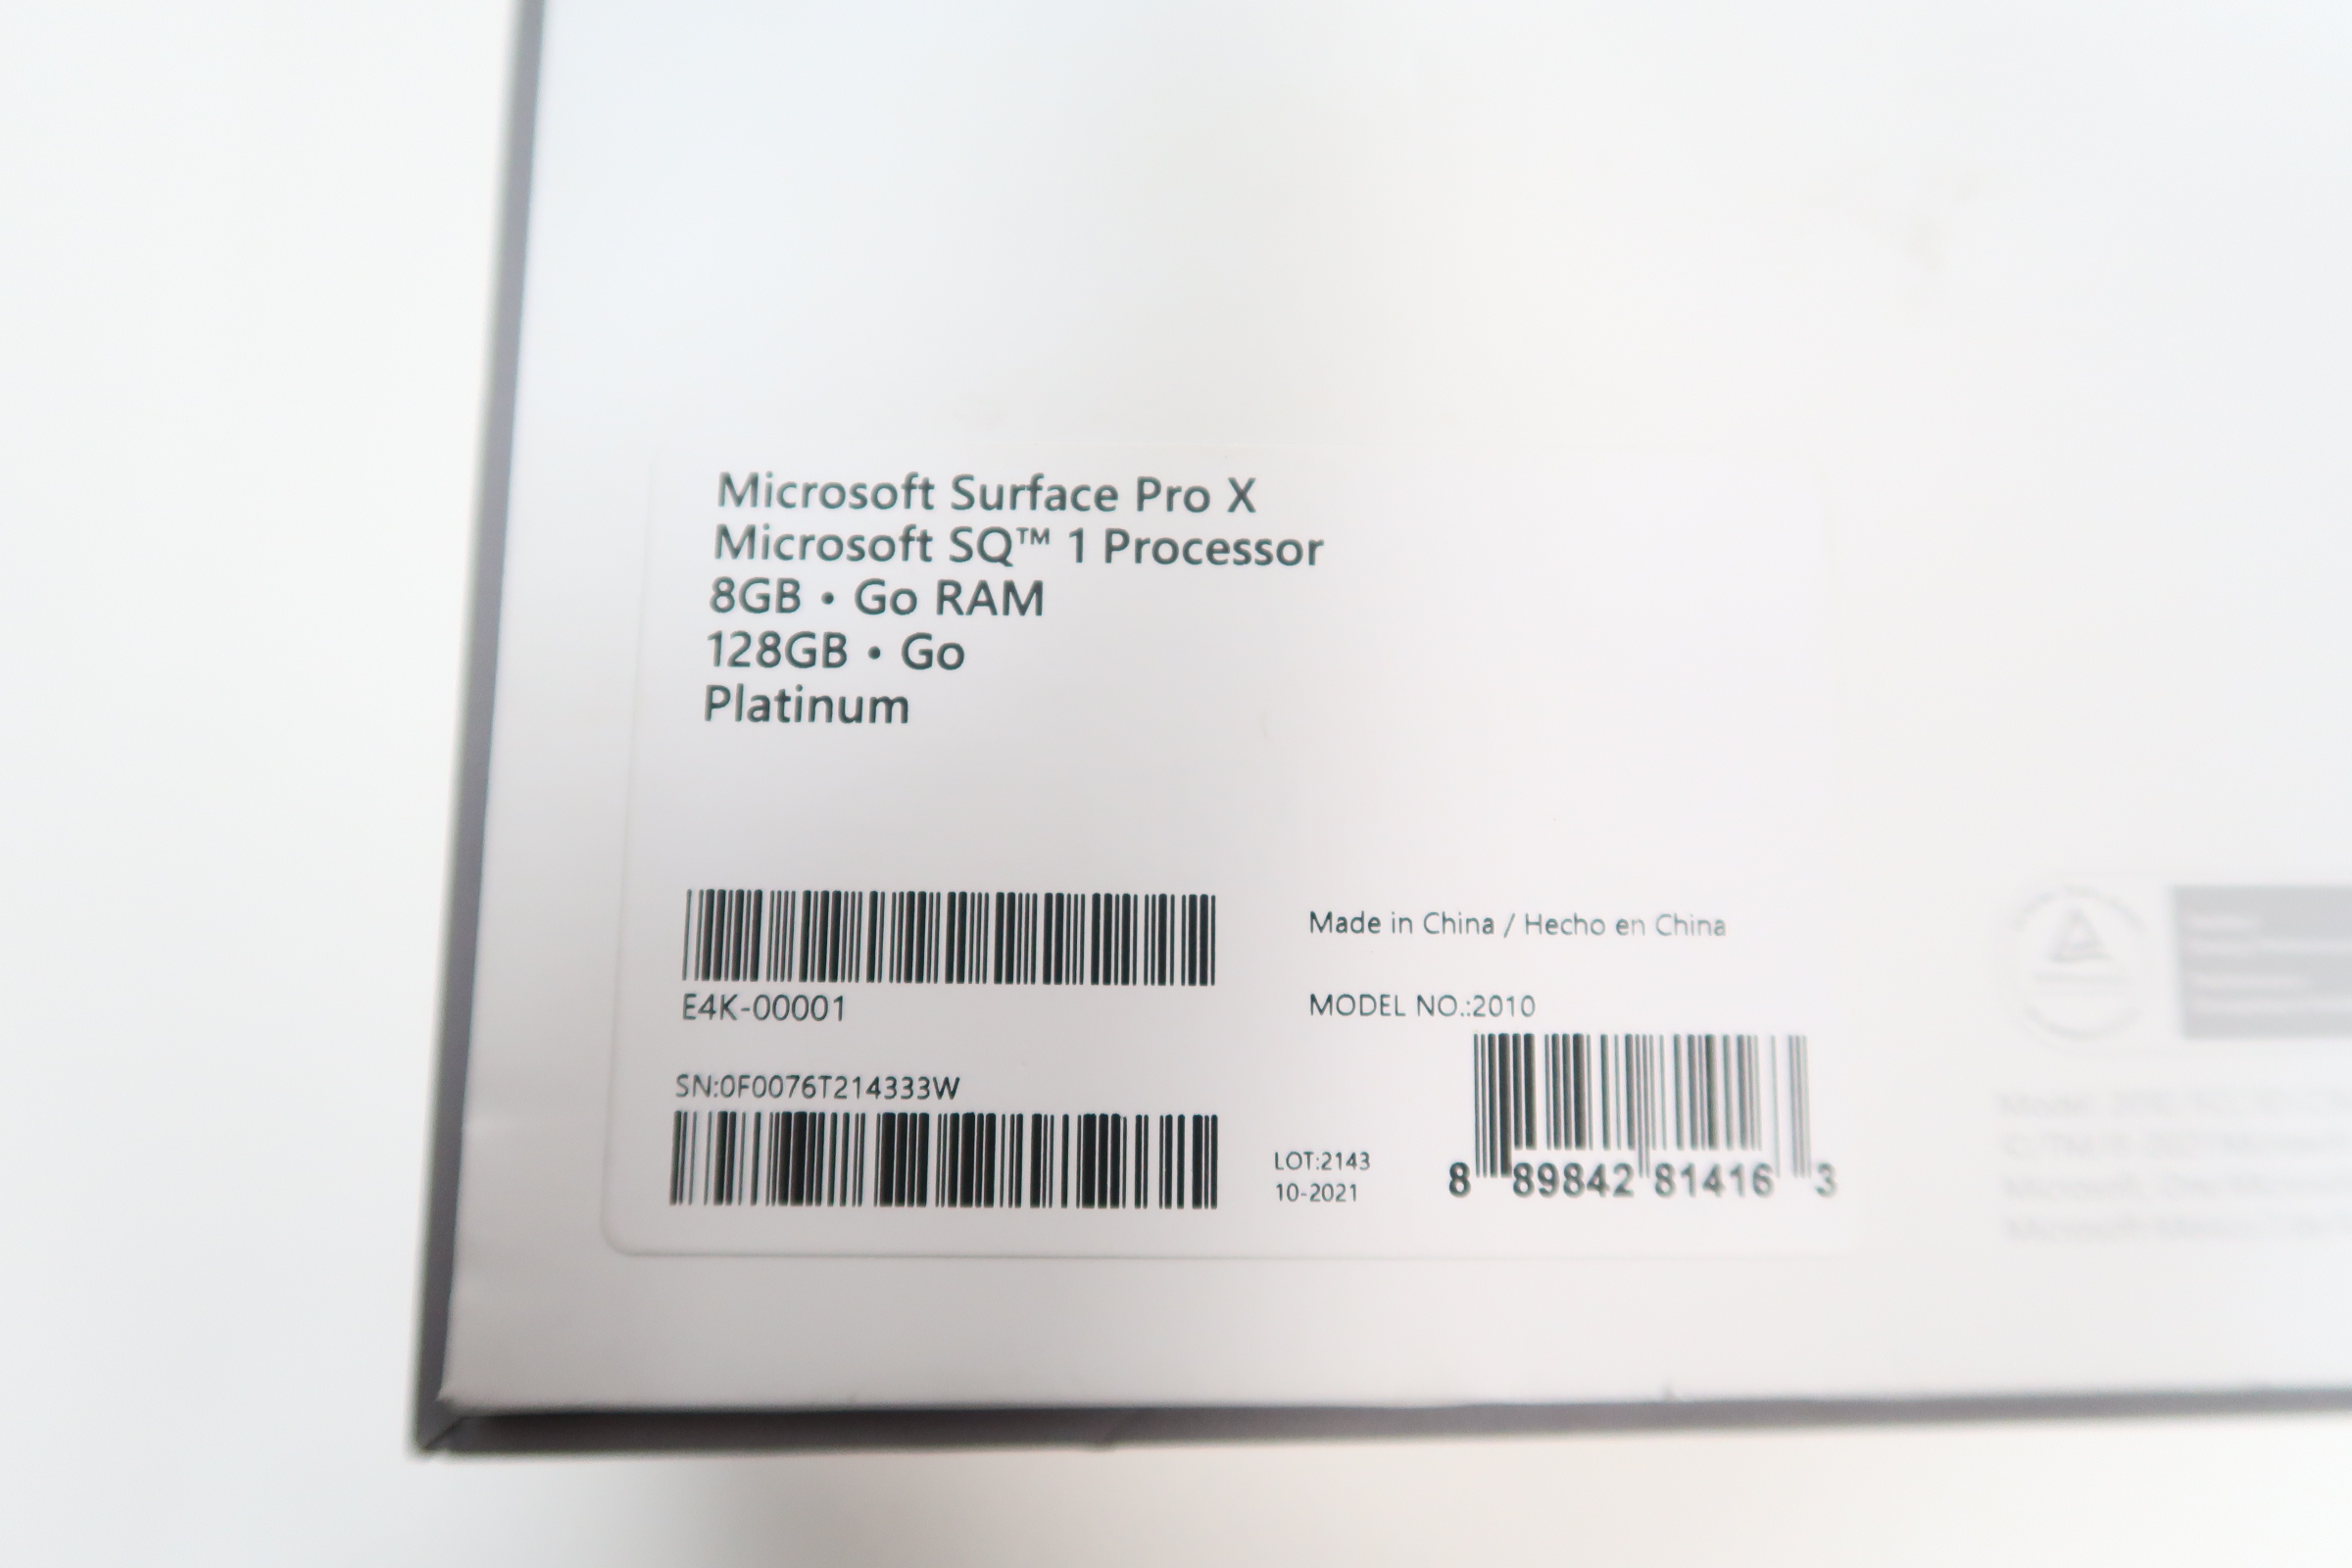 Microsoft Surface Pro X
Microsoft SQ™ 1 Processor
8GB • Go RAM
128GB • Go
Platinum
E4K-00001
SN:0F0076T214333W
Made in China / Hecho en China
MODEL NO.:2010
LOT:2143
10-2021
8 89842 81416 3